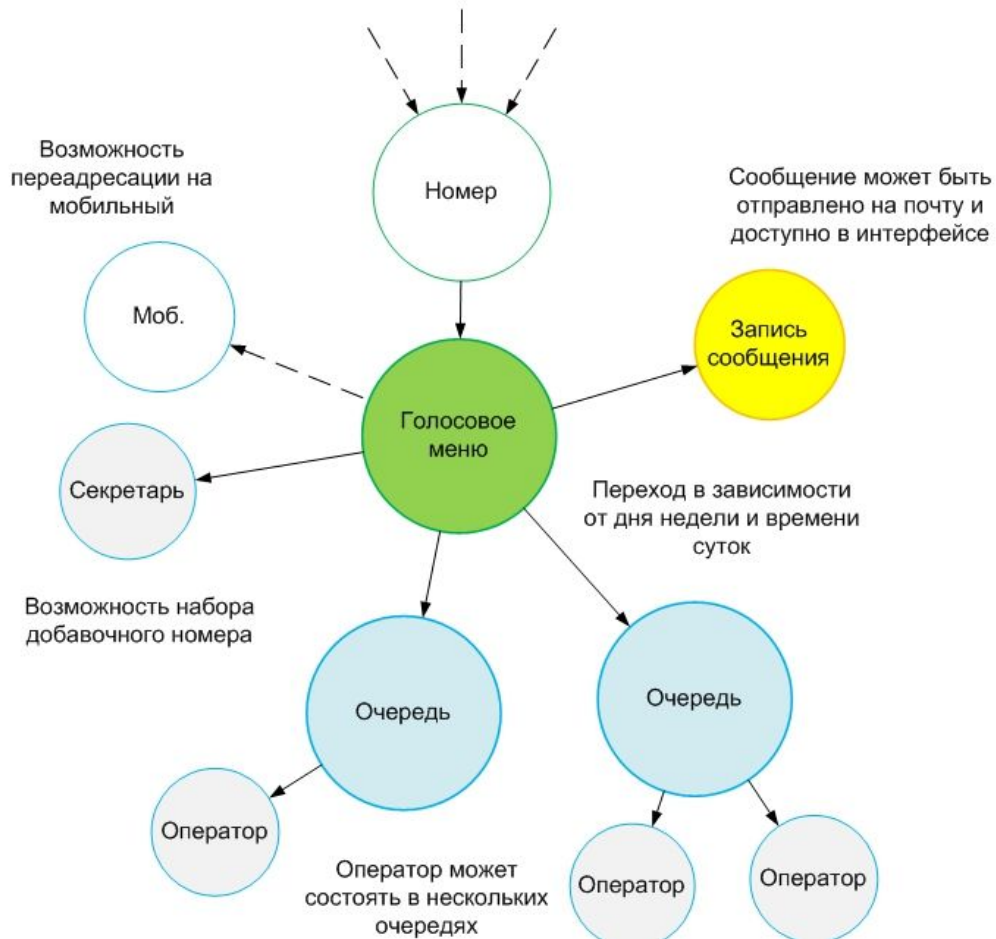 Номер
Возможность
переадресации на
мобильный
Сообщение может быть
отправлено на почту и
доступно в интерфейсе
Моб.
Запись
сообщения
Голосовое
меню
Секретарь
Переход в зависимости
от дня недели и времени
суток
Возможность набора
добавочного номера
Очередь
Очередь
Оператор
Оператор может
состоять в нескольких
очередях
Оператор
Оператор